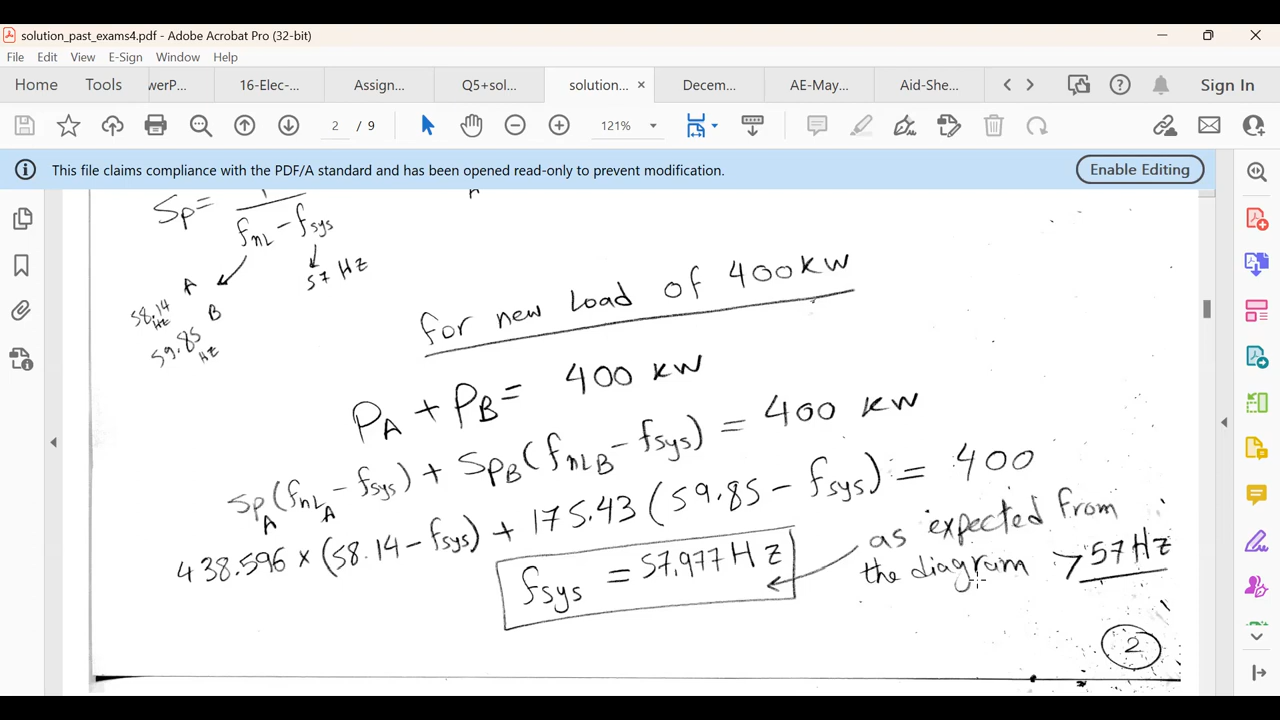 solution_past_exams4.pdf - Adobe Acrobat Pro (32-bit)
File Edit View E-Sign Window Help
Home Tools werP... 16-Elec-... Assign... Q5+sol... solution... × Decem... AE-May... Aid-She... Sign In
2 / 9 121%
This file claims compliance with the PDF/A standard and has been opened read-only to prevent modification. Enable Editing
Sp = 1 / (fnL - fsys)
A
57 Hz
A 58.14 Hz
B 59.85 Hz
for new Load of 400kW
PA + PB = 400 kW
SpA(fnLA - fsys) + SpB(fnLB - fsys) = 400 kW
438.596 × (58.14 - fsys) + 175.43 (59.85 - fsys) = 400
fsys = 57.977 Hz
as expected from
the diagram > 57 Hz
2